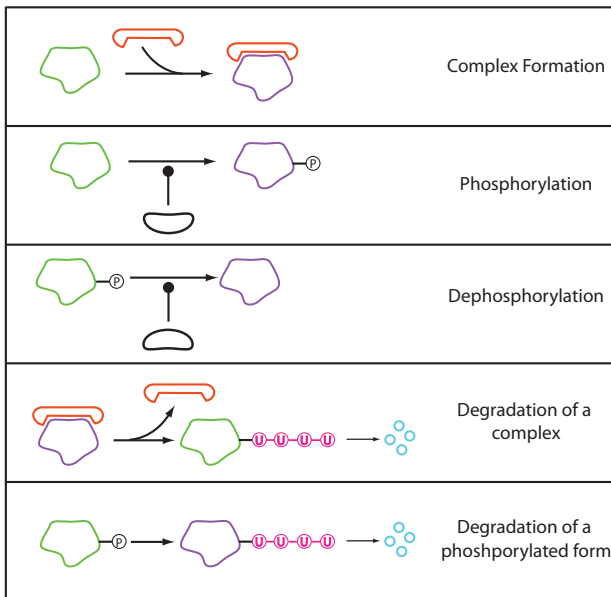 Complex Formation
P
Phosphorylation
P
Dephosphorylation
U U U U
Degradation of a
complex
P
U U U U
Degradation of a
phoshporylated form